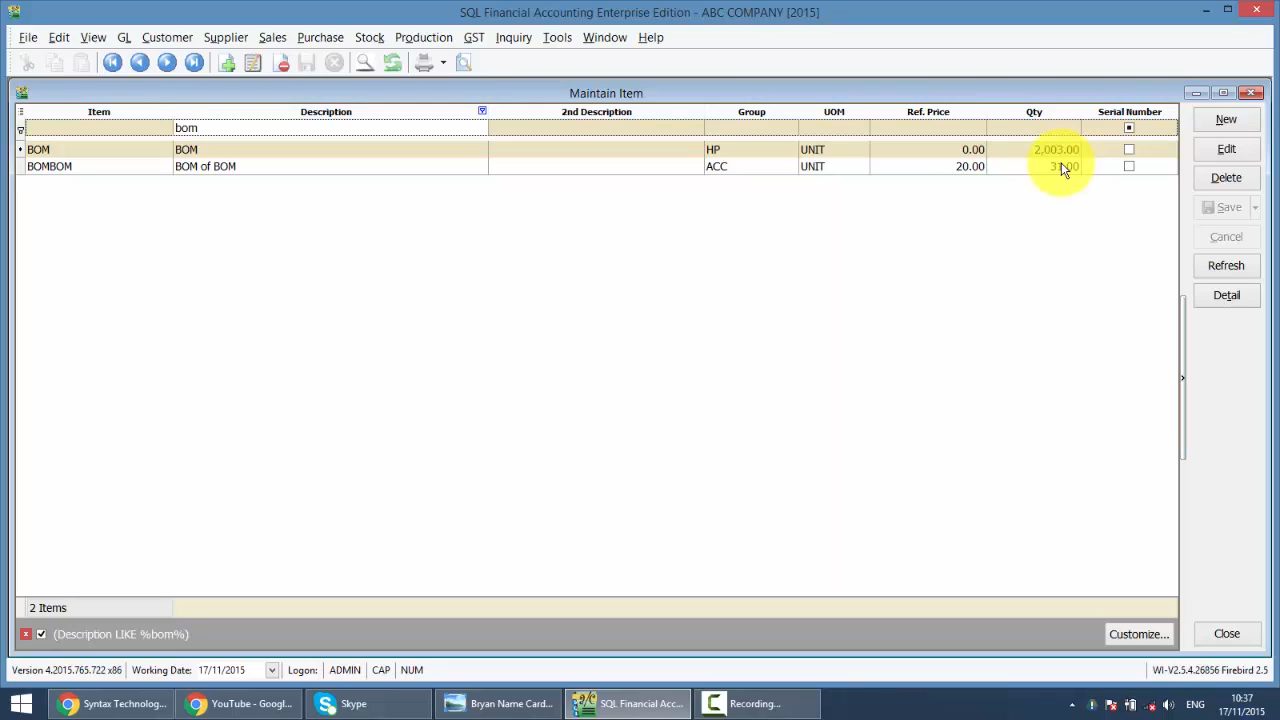 SQL Financial Accounting Enterprise Edition - ABC COMPANY [2015]
File Edit View GL Customer Supplier Sales Purchase Stock Production GST Inquiry Tools Window Help
Maintain Item
Item Description 2nd Description Group UOM Ref. Price Qty Serial Number
bom
BOM BOM HP UNIT 0.00 2,003.00
BOMBOM BOM of BOM ACC UNIT 20.00 31.00
New
Edit
Delete
Save
Cancel
Refresh
Detail
2 Items
(Description LIKE %bom%)
Customize...
Close
Version 4.2015.765.722 x86 Working Date: 17/11/2015 Logon: ADMIN CAP NUM WI-V2.5.4.26856 Firebird 2.5
Syntax Technolog... YouTube - Googl... Skype Bryan Name Card... SQL Financial Acc... Recording... ENG 10:37
17/11/2015